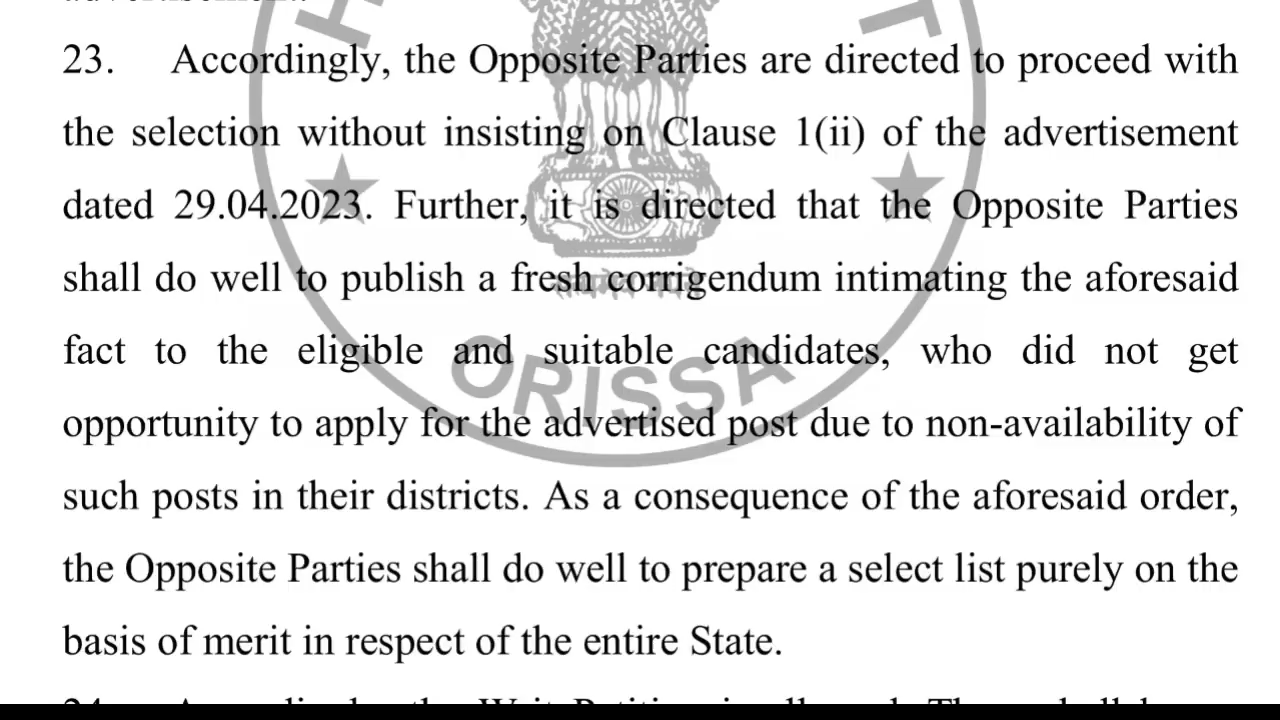 23. Accordingly, the Opposite Parties are directed to proceed with
the selection without insisting on Clause 1(ii) of the advertisement
dated 29.04.2023. Further, it is directed that the Opposite Parties
shall do well to publish a fresh corrigendum intimating the aforesaid
fact to the eligible and suitable candidates, who did not get
opportunity to apply for the advertised post due to non-availability of
such posts in their districts. As a consequence of the aforesaid order,
the Opposite Parties shall do well to prepare a select list purely on the
basis of merit in respect of the entire State.
ORISSA